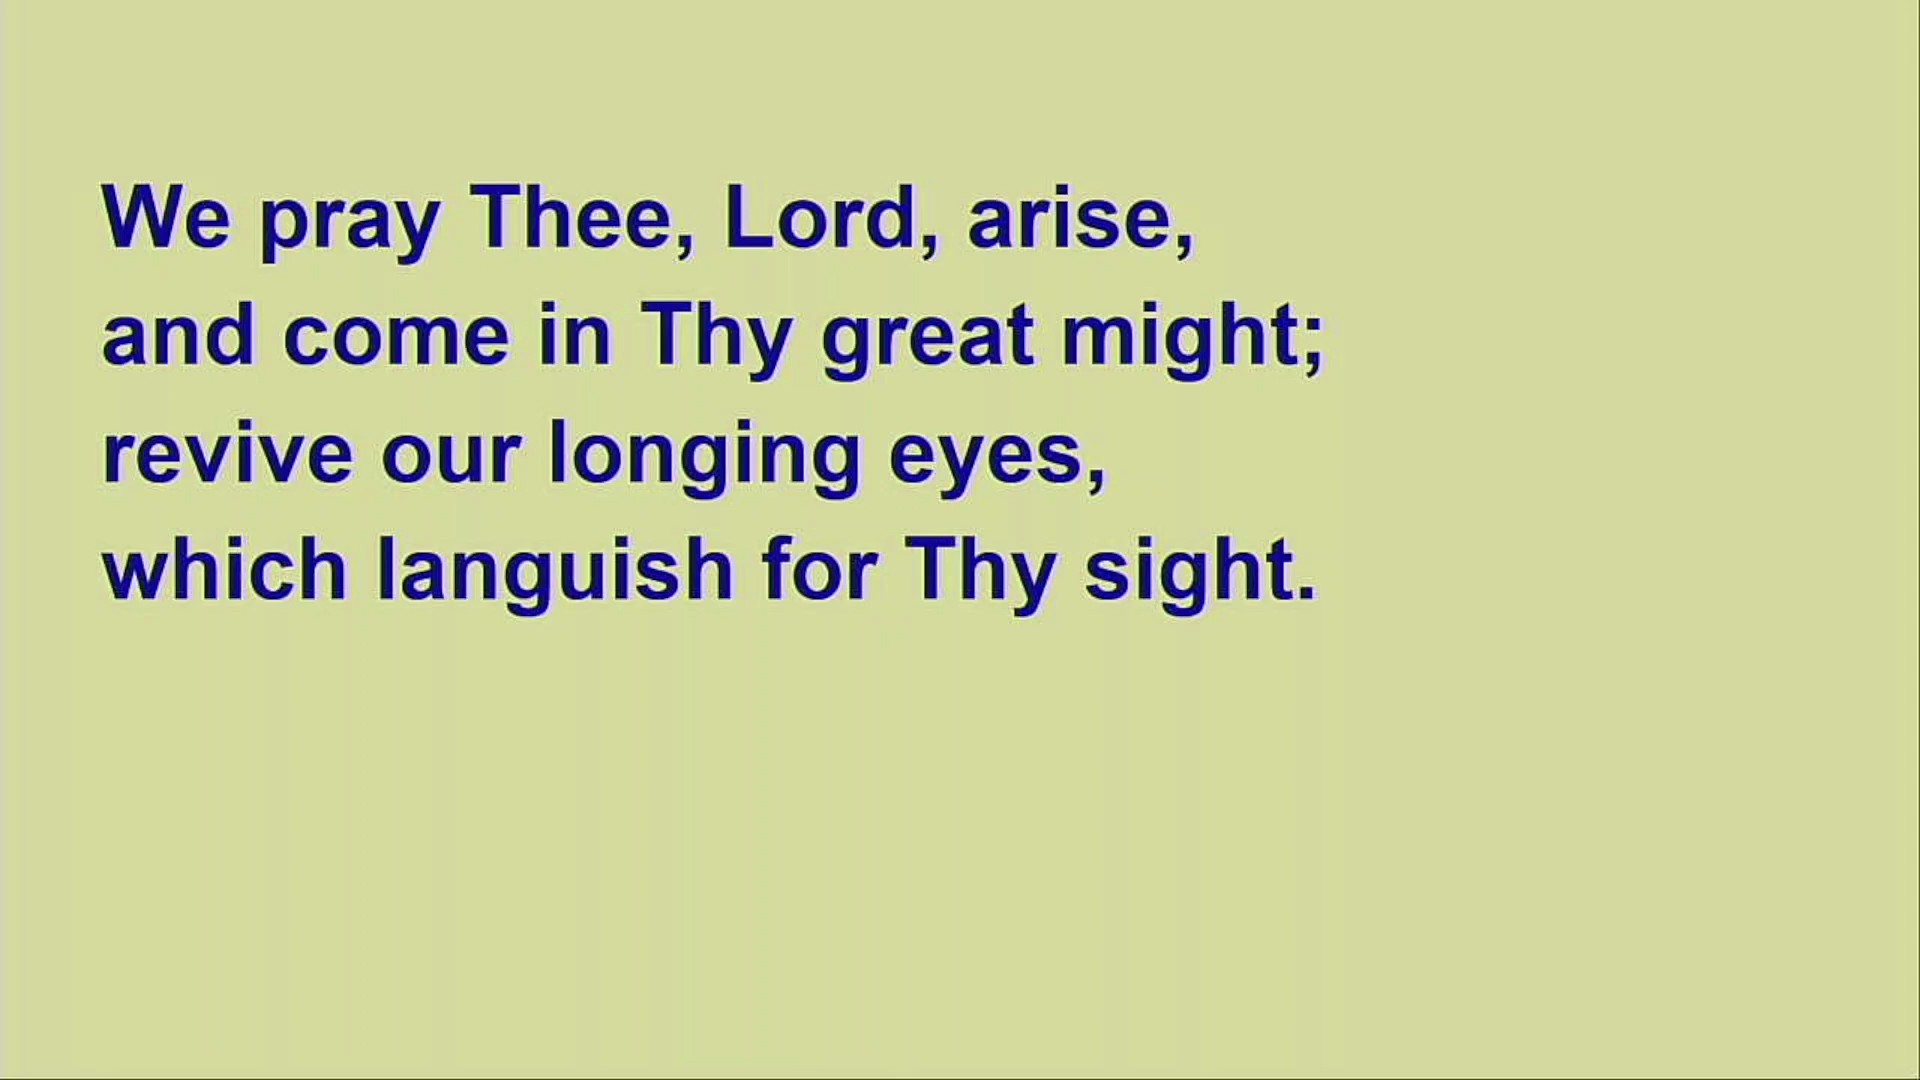 We pray Thee, Lord, arise,
and come in Thy great might;
revive our longing eyes,
which languish for Thy sight.